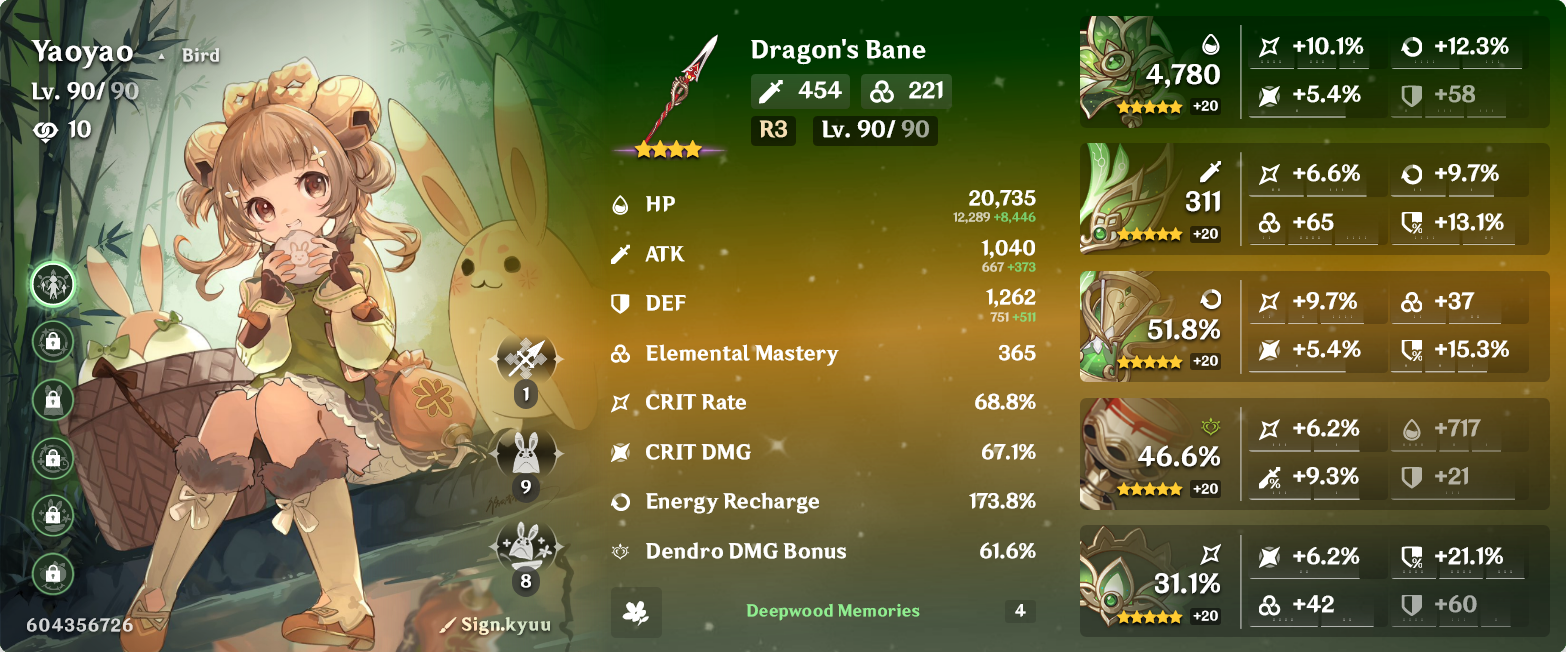 Yaoyao
Bird
Lv. 90/90
10
1
9
8
604356726
Sign.kyuu
Dragon's Bane
454 221
R3 Lv. 90/90
HP 20,735
12,289 +8,446
ATK 1,040
667 +373
DEF 1,262
751 +511
Elemental Mastery 365
CRIT Rate 68.8%
CRIT DMG 67.1%
Energy Recharge 173.8%
Dendro DMG Bonus 61.6%
Deepwood Memories 4
4,780
+20
+10.1% +12.3%
+5.4% +58
311
+20
+6.6% +9.7%
+65 +13.1%
51.8%
+20
+9.7% +37
+5.4% +15.3%
46.6%
+20
+6.2% +717
+9.3% +21
31.1%
+20
+6.2% +21.1%
+42 +60